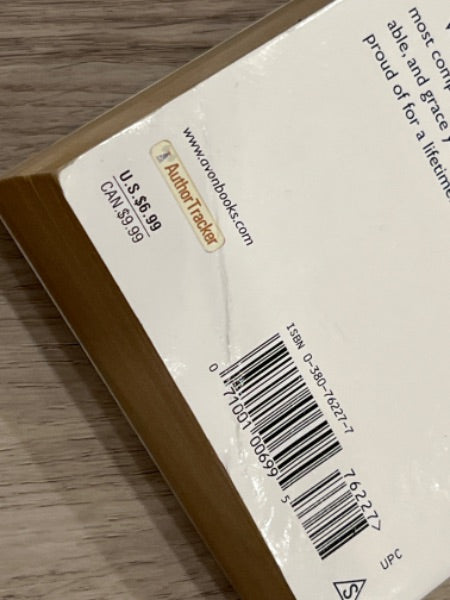 most comp
able, and grace y
proud of for a lifetime
www.avonbooks.com
AuthorTracker
U.S.$6.99
CAN.$9.99
ISBN 0-380-76227-7
0 71001 00699 5
76227>
UPC
S